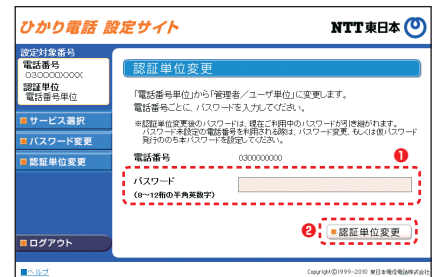 ひかり電話 設定サイト
NTT東日本
設定対象番号
電話番号
0300000XXXX
認証単位
電話番号単位
サービス選択
パスワード変更
認証単位変更
ログアウト
ヘルプ
認証単位変更
「電話番号単位」から「管理者／ユーザ単位」に変更します。
電話番号ごとに、パスワードを入力してください。
※認証単位変更後のパスワードは、現在ご利用中のパスワードが引き継がれます。
パスワード未設定の電話番号を利用される際は、パスワード変更、もしくは仮パスワード
発行ののち本パスワードを設定してください。
電話番号
0300000000
❶
パスワード
(8〜12桁の半角英数字)
❷
認証単位変更
Copyright©1999-2010 東日本電信電話株式会社